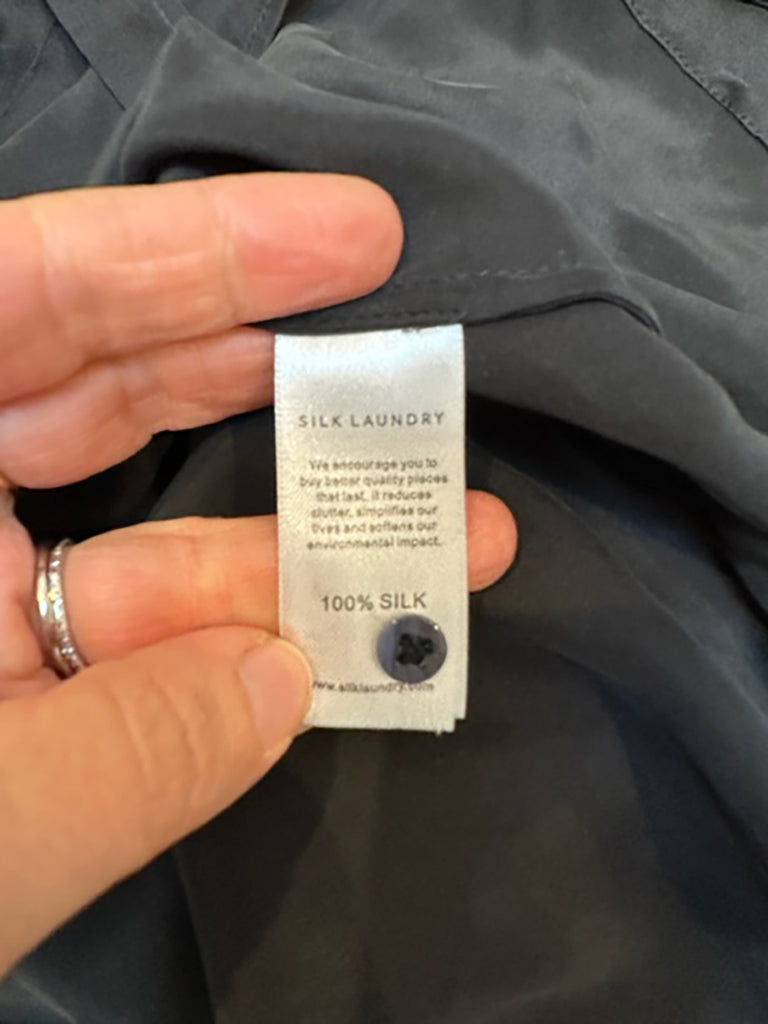 SILK LAUNDRY
We encourage you to
buy better quality pieces
that last, it reduces
clutter, simplifies our
lives and softens our
environmental impact.
100% SILK
www.silklaundry.com